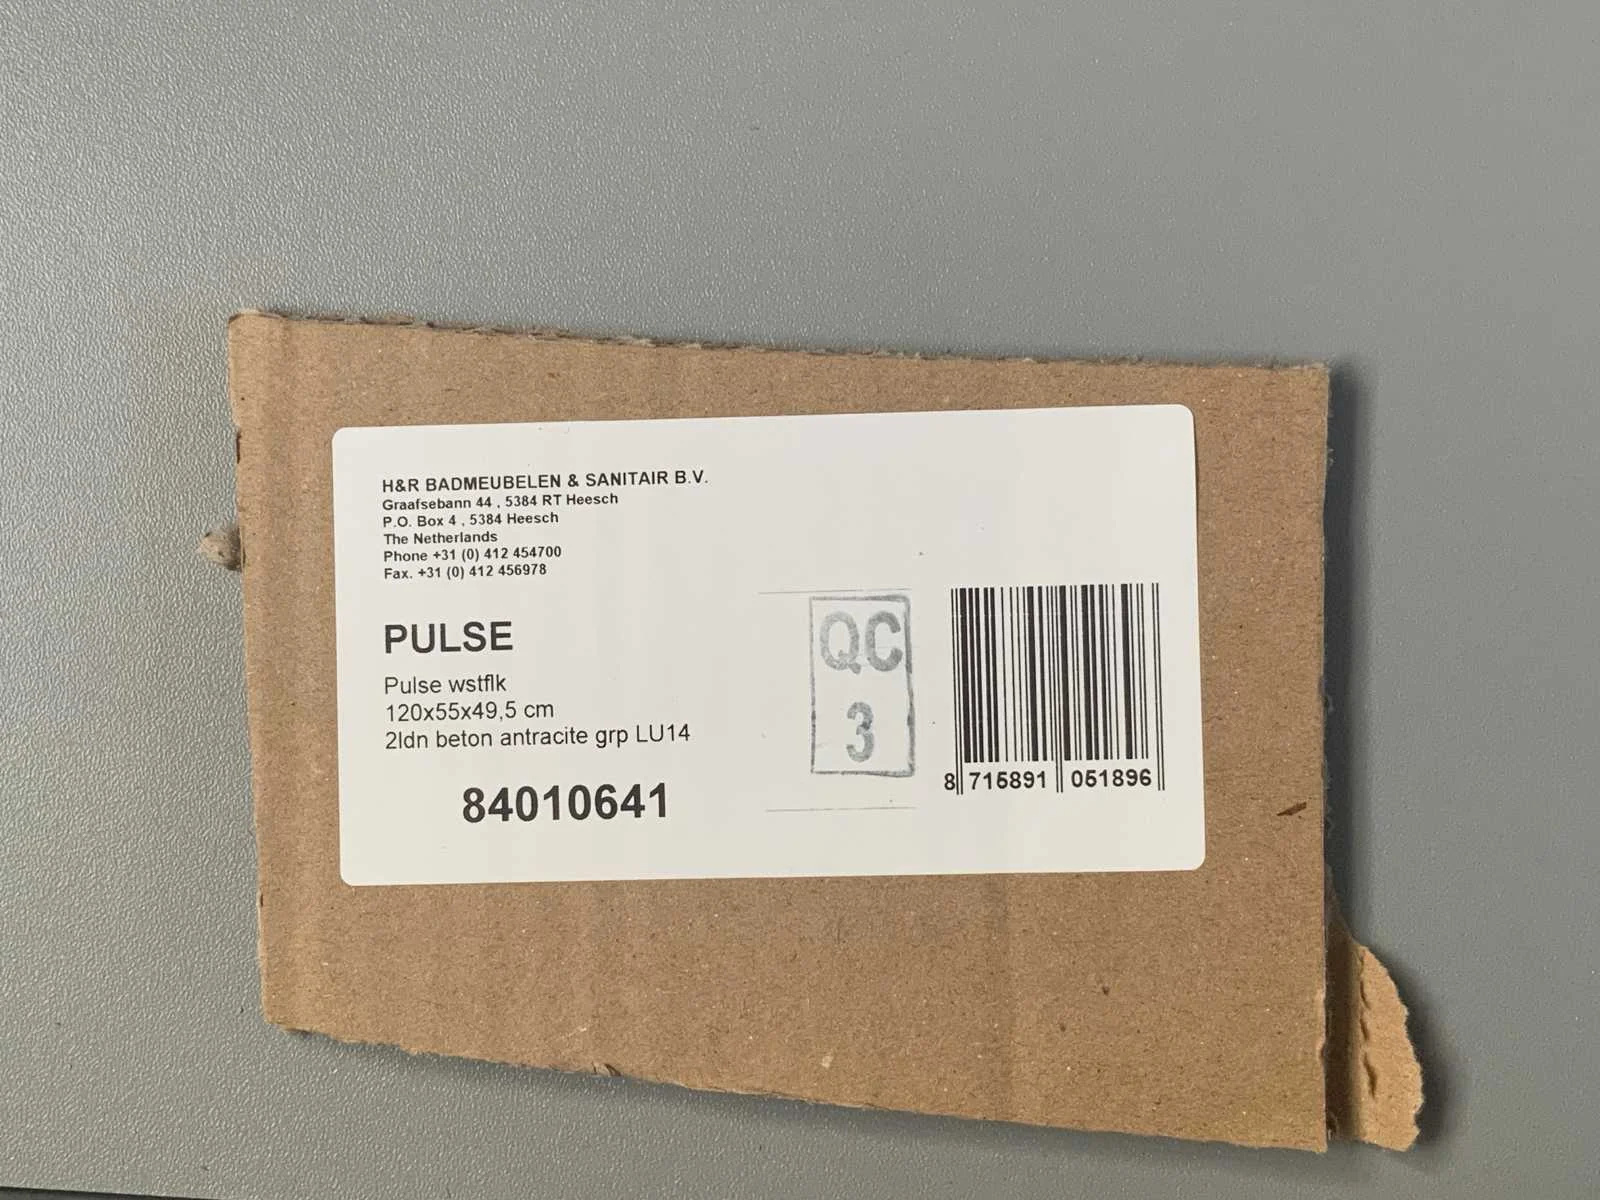 H&R BADMEUBELEN & SANITAIR B.V.
Graafsebann 44 , 5384 RT Heesch
P.O. Box 4 , 5384 Heesch
The Netherlands
Phone +31 (0) 412 454700
Fax. +31 (0) 412 456978
PULSE
Pulse wstflk
120x55x49,5 cm
2ldn beton antracite grp LU14
84010641
QC
3
8 715891 051896